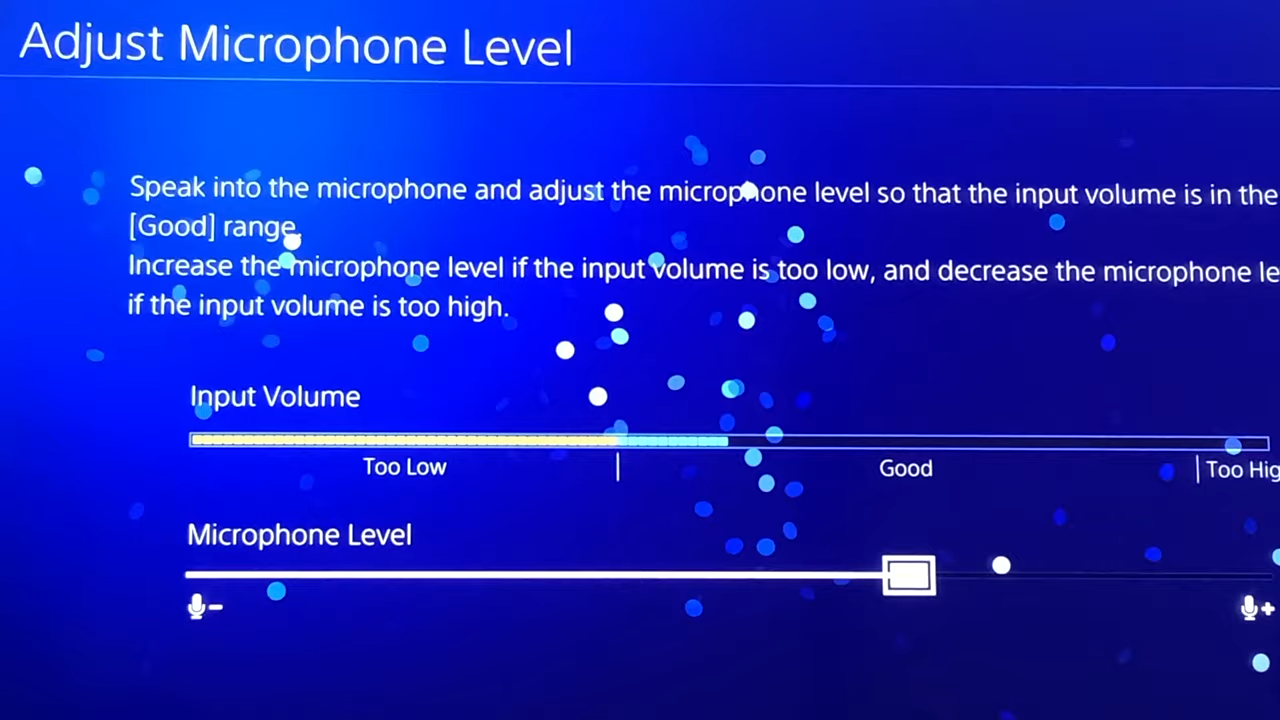 Adjust Microphone Level
Speak into the microphone and adjust the microphone level so that the input volume is in the
[Good] range.
Increase the microphone level if the input volume is too low, and decrease the microphone le
if the input volume is too high.
Input Volume
Too Low
Good
Too Hig
Microphone Level